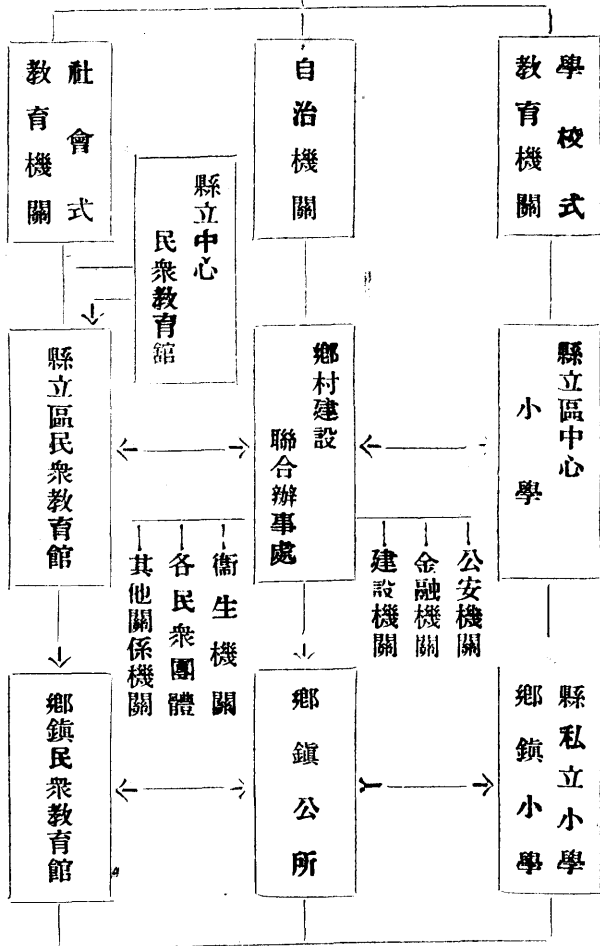 學校式
教育機關
自治機關
社會式
教育機關
縣立中心
民衆教育館
縣立區中心
小學
鄉村建設
聯合辦事處
縣立區民衆教育館
公安機關
金融機關
建設機關
衞生機關
各民衆團體
其他關係機關
縣私立小學
鄉鎮小學
鄉鎮公所
鄉鎮民衆教育館